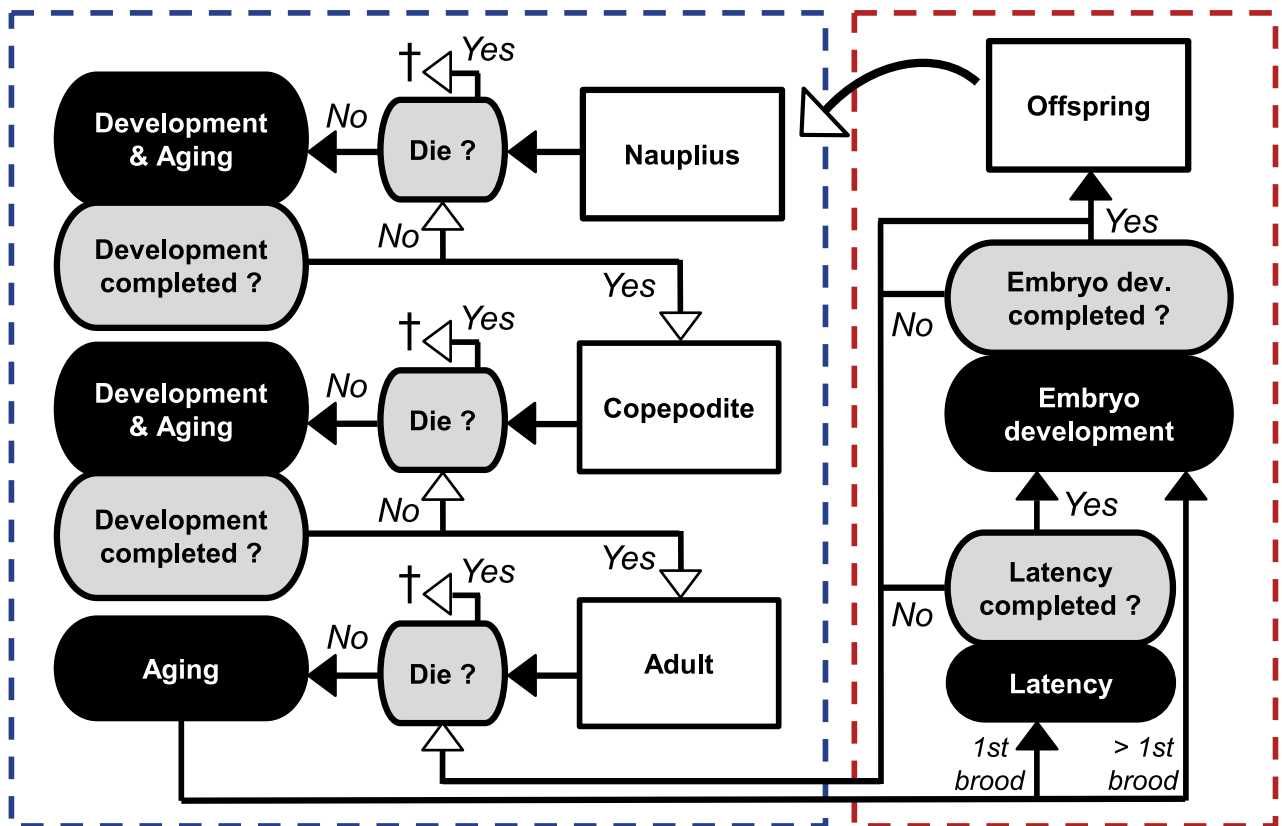 Yes
†
No
Development
& Aging
Die ?
Nauplius
Development
completed ?
No
Yes
Yes
†
No
Development
& Aging
Die ?
Copepodite
Development
completed ?
No
Yes
Yes
†
No
Aging
Die ?
Adult
Offspring
Yes
Embryo dev.
completed ?
No
Embryo
development
Yes
Latency
completed ?
No
Latency
1st
brood
> 1st
brood